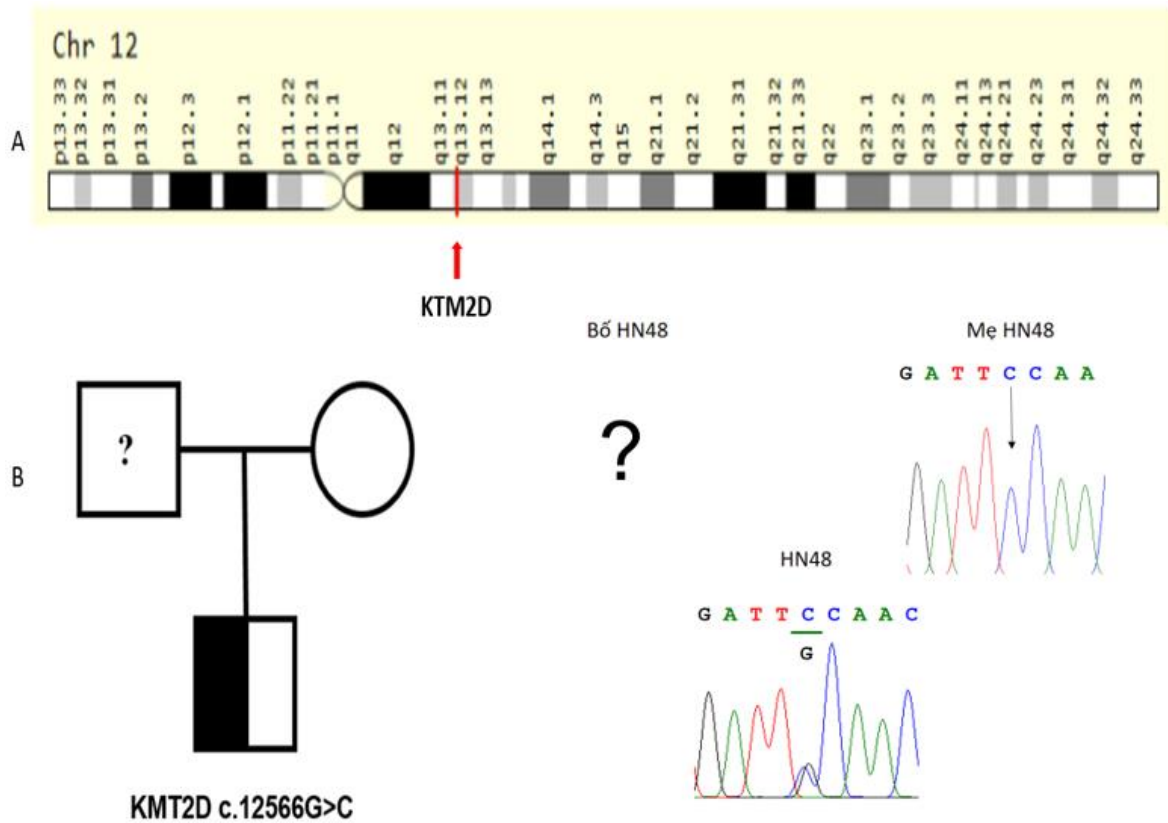 Chr 12
p13.33 p13.32 p13.31 p13.2 p12.3 p12.1 p11.22 p11.21 p11.1 q11 q12 q13.11 q13.12 q13.13 q14.1 q14.3 q15 q21.1 q21.2 q21.31 q21.32 q21.33 q22 q23.1 q23.2 q23.3 q24.11 q24.13 q24.21 q24.23 q24.31 q24.32 q24.33
A
KTM2D
Bố HN48
Mẹ HN48
G A T T C C A A
?
?
B
HN48
G A T T C C A A C
G
KMT2D c.12566G>C